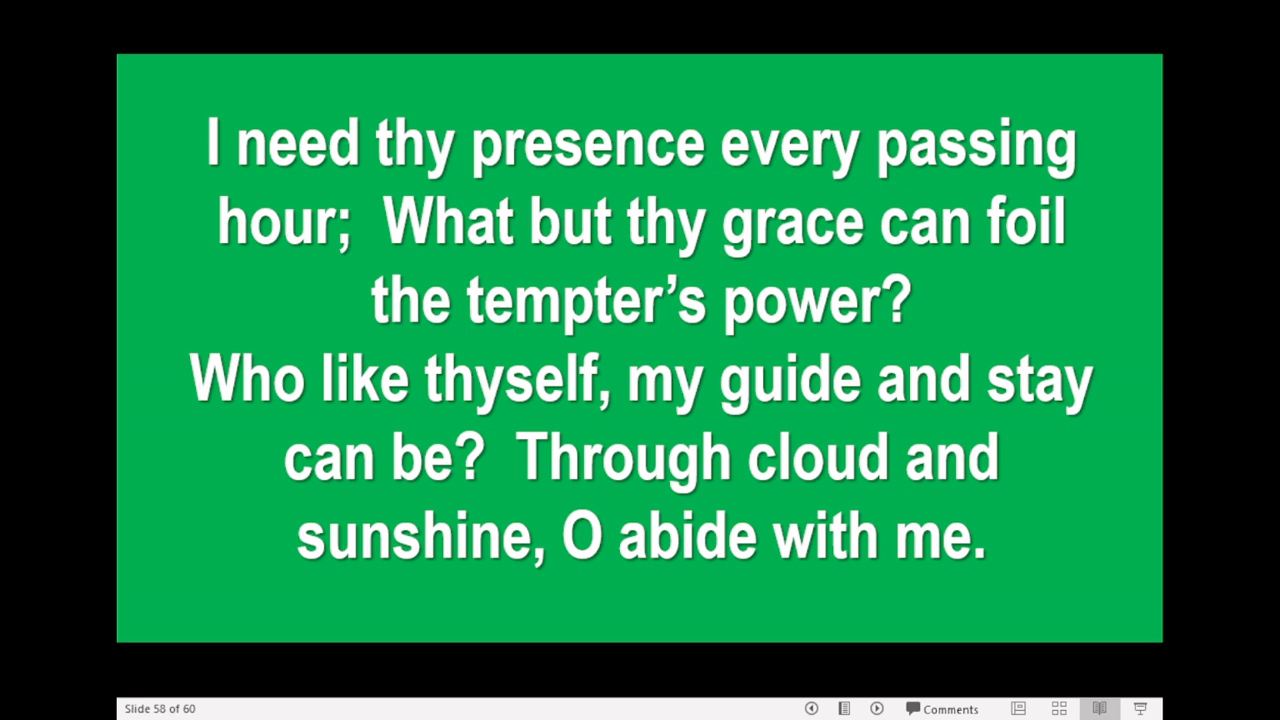 I need thy presence every passing
hour;  What but thy grace can foil
the tempter’s power?
Who like thyself, my guide and stay
can be?  Through cloud and
sunshine, O abide with me.
Slide 58 of 60
Comments